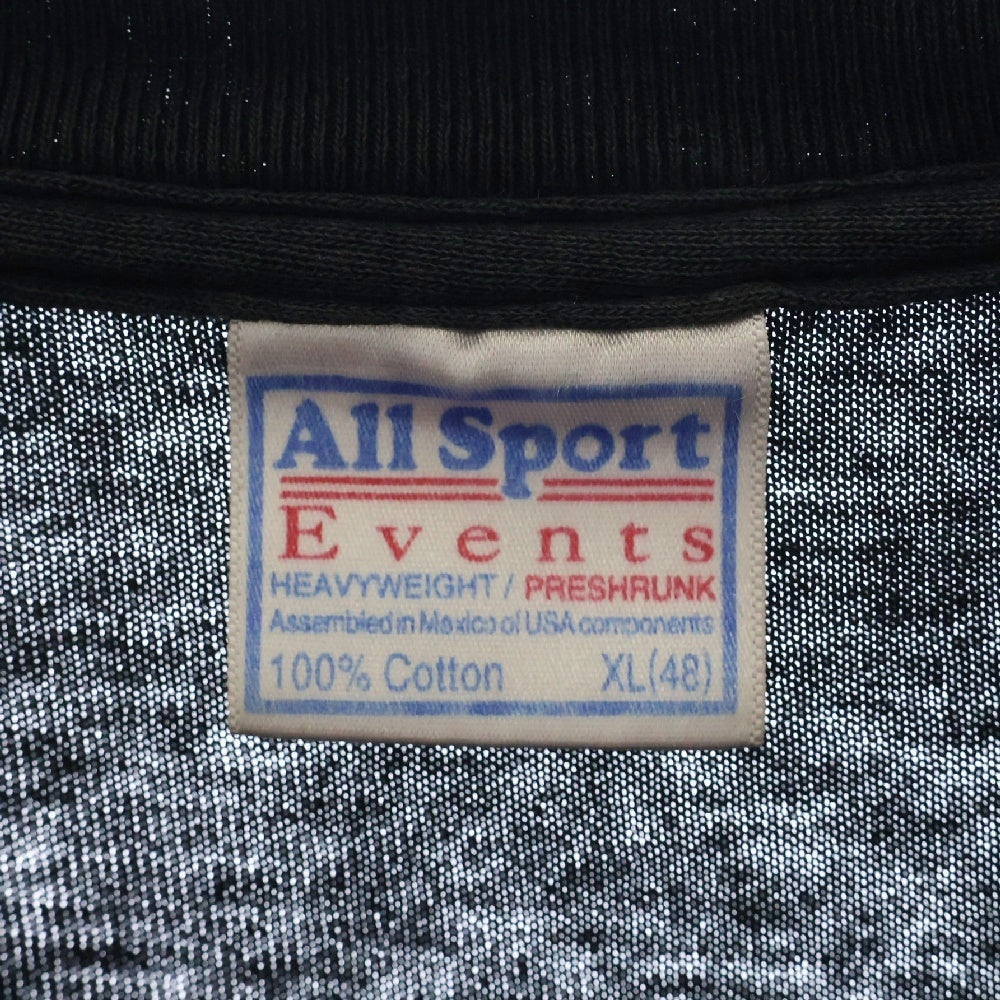 All Sport
Events
HEAVYWEIGHT / PRESHRUNK
Assembled in Mexico of USA components
100% Cotton XL(48)